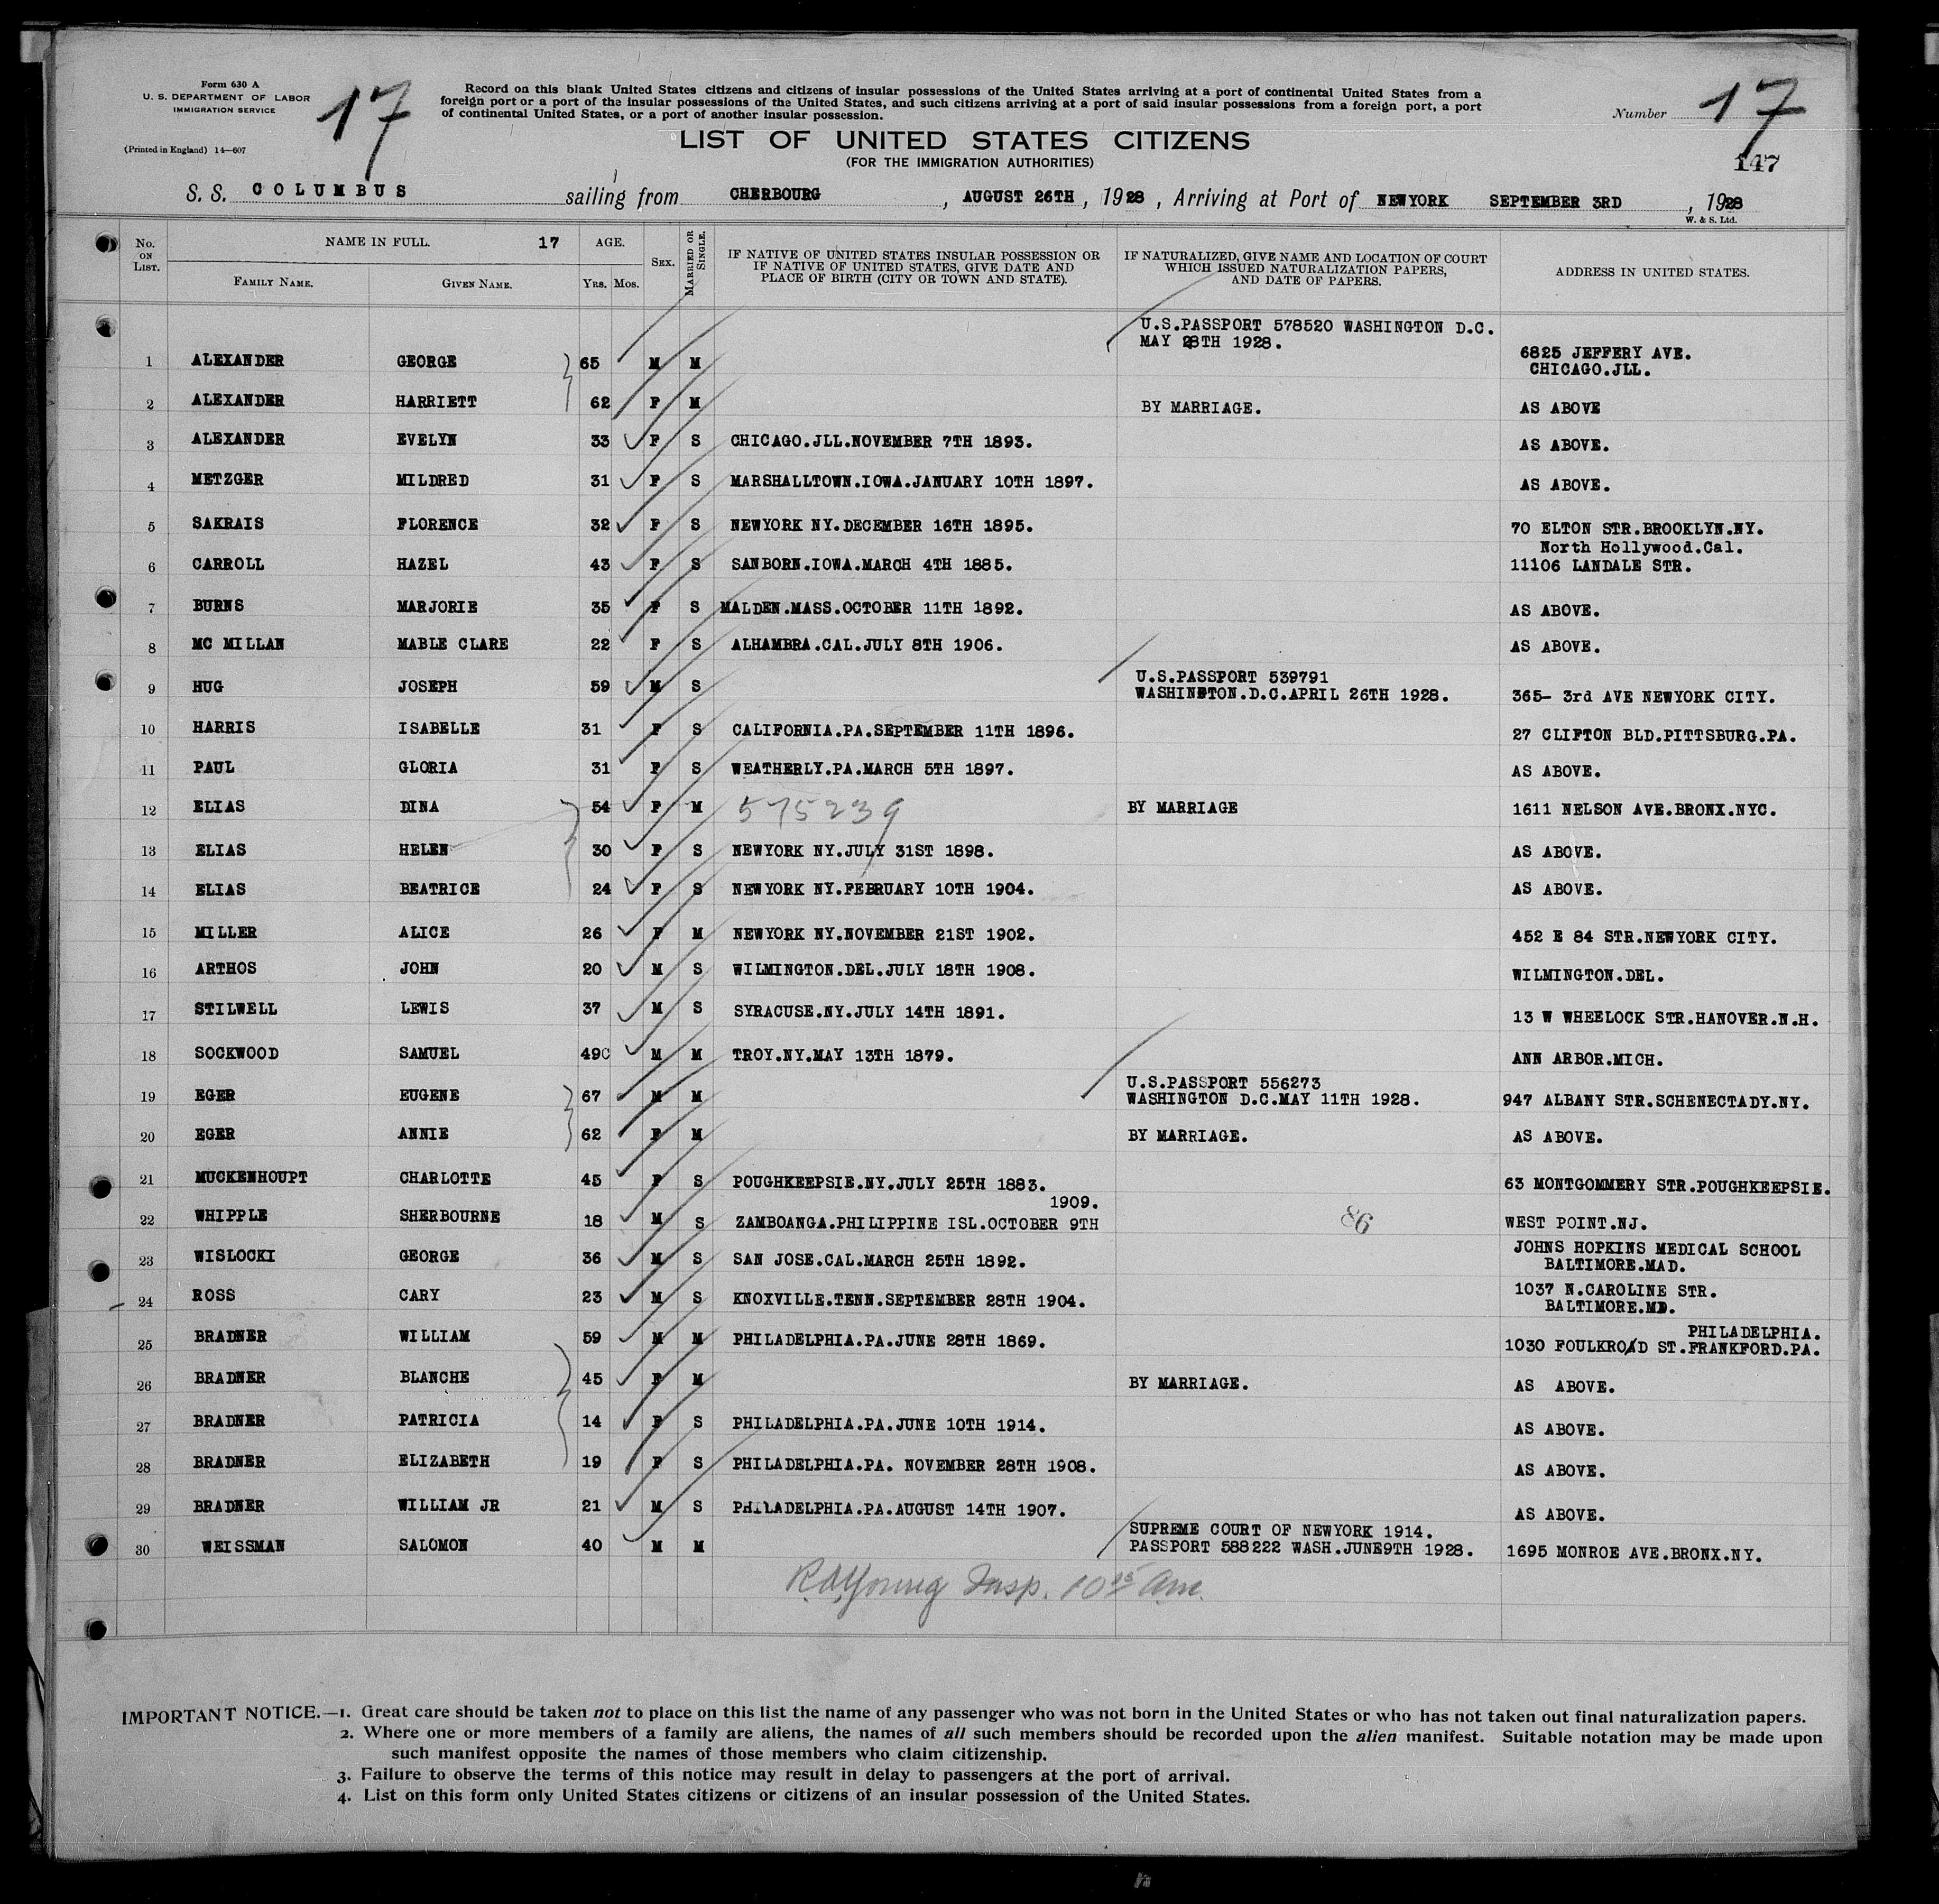 Form 630 A
U. S. DEPARTMENT OF LABOR
IMMIGRATION SERVICE
(Printed in England) 14—607
17
Record on this blank United States citizens and citizens of insular possessions of the United States arriving at a port of continental United States from a
foreign port or a port of the insular possessions of the United States, and such citizens arriving at a port of said insular possessions from a foreign port, a port
of continental United States, or a port of another insular possession.
Number 17
147
LIST OF UNITED STATES CITIZENS
(FOR THE IMMIGRATION AUTHORITIES)
S. S. COLUMBUS sailing from CHERBOURG, AUGUST 26TH, 1928, Arriving at Port of NEWYORK SEPTEMBER 3RD, 1928
W. & S. Ltd.
No. ON LIST. NAME IN FULL. 17 AGE. SEX. MARRIED OR SINGLE. IF NATIVE OF UNITED STATES INSULAR POSSESSION OR IF NATIVE OF UNITED STATES, GIVE DATE AND PLACE OF BIRTH (CITY OR TOWN AND STATE). IF NATURALIZED, GIVE NAME AND LOCATION OF COURT WHICH ISSUED NATURALIZATION PAPERS, AND DATE OF PAPERS. ADDRESS IN UNITED STATES.
FAMILY NAME. GIVEN NAME. YRS. MOS.
U.S.PASSPORT 578520 WASHINGTON D.C.
MAY 28TH 1928.
1 ALEXANDER GEORGE 65 M M 6825 JEFFERY AVE.
CHICAGO.JLL.
2 ALEXANDER HARRIETT 62 F M BY MARRIAGE. AS ABOVE
3 ALEXANDER EVELYN 33 F S CHICAGO.JLL.NOVEMBER 7TH 1893. AS ABOVE.
4 METZGER MILDRED 31 F S MARSHALLTOWN.IOWA.JANUARY 10TH 1897. AS ABOVE.
5 SAKRAIS FLORENCE 32 F S NEWYORK NY.DECEMBER 16TH 1895. 70 ELTON STR.BROOKLYN.NY.
North Hollywood.Cal.
6 CARROLL HAZEL 43 F S SANBORN.IOWA.MARCH 4TH 1885. 11106 LANDALE STR.
7 BURNS MARJORIE 35 F S MALDEN.MASS.OCTOBER 11TH 1892. AS ABOVE.
8 MC MILLAN MABLE CLARE 22 F S ALHAMBRA.CAL.JULY 8TH 1906. AS ABOVE.
U.S.PASSPORT 539791
9 HUG JOSEPH 59 M S WASHINGTON.D.C.APRIL 26TH 1928. 365- 3rd AVE NEWYORK CITY.
10 HARRIS ISABELLE 31 F S CALIFORNIA.PA.SEPTEMBER 11TH 1896. 27 CLIFTON BLD.PITTSBURG.PA.
11 PAUL GLORIA 31 F S WEATHERLY.PA.MARCH 5TH 1897. AS ABOVE.
12 ELIAS DINA 54 F M 575239 BY MARRIAGE 1611 NELSON AVE.BRONX.NYC.
13 ELIAS HELEN 30 F S NEWYORK NY.JULY 31ST 1898. AS ABOVE.
14 ELIAS BEATRICE 24 F S NEWYORK NY.FEBRUARY 10TH 1904. AS ABOVE.
15 MILLER ALICE 26 F M NEWYORK NY.NOVEMBER 21ST 1902. 452 E 84 STR.NEWYORK CITY.
16 ARTHOS JOHN 20 M S WILMINGTON.DEL.JULY 18TH 1908. WILMINGTON.DEL.
17 STILWELL LEWIS 37 M S SYRACUSE.NY.JULY 14TH 1891. 13 W WHEELOCK STR.HANOVER.N.H.
18 SOCKWOOD SAMUEL 49C M M TROY.NY.MAY 13TH 1879. ANN ARBOR.MICH.
U.S.PASSPORT 556273
19 EGER EUGENE 67 M M WASHINGTON D.C.MAY 11TH 1928. 947 ALBANY STR.SCHENECTADY.NY.
20 EGER ANNIE 62 F M BY MARRIAGE. AS ABOVE.
21 MUCKENHOUPT CHARLOTTE 45 F S POUGHKEEPSIE.NY.JULY 25TH 1883. 63 MONTGOMMERY STR.POUGHKEEPSIE.
1909.
22 WHIPPLE SHERBOURNE 18 M S ZAMBOANGA.PHILIPPINE ISL.OCTOBER 9TH 86 WEST POINT.NJ.
23 WISLOCKI GEORGE 36 M S SAN JOSE.CAL.MARCH 25TH 1892. JOHNS HOPKINS MEDICAL SCHOOL
BALTIMORE.MAD.
24 ROSS CARY 23 M S KNOXVILLE.TENN.SEPTEMBER 28TH 1904. 1037 N.CAROLINE STR.
BALTIMORE.MD.
PHILADELPHIA.
25 BRADNER WILLIAM 59 M M PHILADELPHIA.PA.JUNE 28TH 1869. 1030 FOULKROAD ST.FRANKFORD.PA.
26 BRADNER BLANCHE 45 F M BY MARRIAGE. AS ABOVE.
27 BRADNER PATRICIA 14 F S PHILADELPHIA.PA.JUNE 10TH 1914. AS ABOVE.
28 BRADNER ELIZABETH 19 F S PHILADELPHIA.PA. NOVEMBER 28TH 1908. AS ABOVE.
29 BRADNER WILLIAM JR 21 M S PHILADELPHIA.PA.AUGUST 14TH 1907. AS ABOVE.
SUPREME COURT OF NEWYORK 1914.
30 WEISSMAN SALOMON 40 M M PASSPORT 588222 WASH.JUNE9TH 1928. 1695 MONROE AVE.BRONX.NY.
Young Insp. 10 15 Am.
IMPORTANT NOTICE.—1. Great care should be taken not to place on this list the name of any passenger who was not born in the United States or who has not taken out final naturalization papers.
2. Where one or more members of a family are aliens, the names of all such members should be recorded upon the alien manifest. Suitable notation may be made upon
such manifest opposite the names of those members who claim citizenship.
3. Failure to observe the terms of this notice may result in delay to passengers at the port of arrival.
4. List on this form only United States citizens or citizens of an insular possession of the United States.